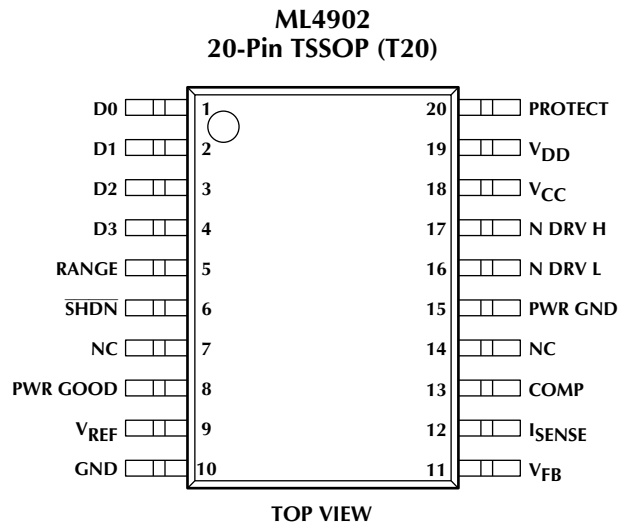 ML4902
20-Pin TSSOP (T20)
D0 1 20 PROTECT
D1 2 19 VDD
D2 3 18 VCC
D3 4 17 N DRV H
RANGE 5 16 N DRV L
SHDN 6 15 PWR GND
NC 7 14 NC
PWR GOOD 8 13 COMP
VREF 9 12 ISENSE
GND 10 11 VFB
TOP VIEW